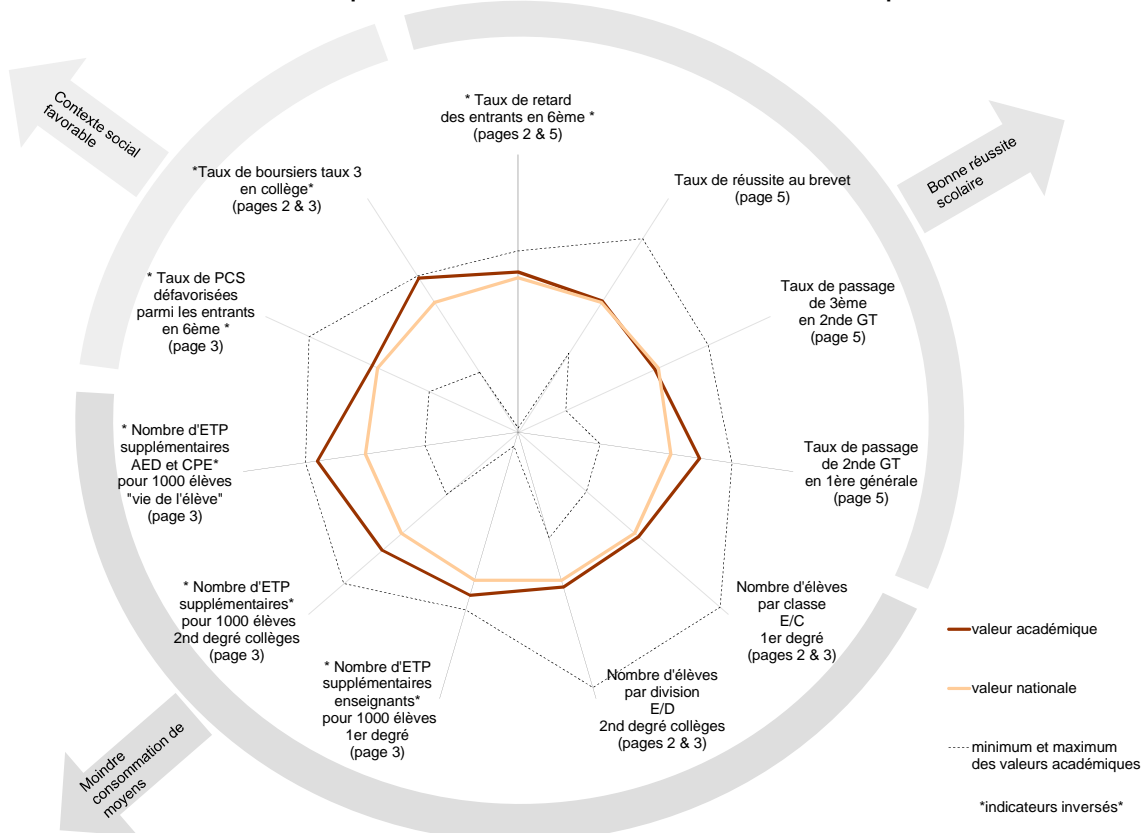 * Taux de retard
des entrants en 6ème *
(pages 2 & 5)
Contexte social
favorable
Bonne réussite
scolaire
*Taux de boursiers taux 3
en collège*
(pages 2 & 3)
Taux de réussite au brevet
(page 5)
* Taux de PCS
défavorisées
parmi les entrants
en 6ème *
(page 3)
Taux de passage
de 3ème
en 2nde GT
(page 5)
* Nombre d'ETP
supplémentaires
AED et CPE*
pour 1000 élèves
"vie de l'élève"
(page 3)
Taux de passage
de 2nde GT
en 1ère générale
(page 5)
* Nombre d'ETP
supplémentaires*
pour 1000 élèves
2nd degré collèges
(page 3)
Nombre d'élèves
par classe
E/C
1er degré
(pages 2 & 3)
* Nombre d'ETP
supplémentaires
enseignants*
pour 1000 élèves
1er degré
(page 3)
Nombre d'élèves
par division
E/D
2nd degré collèges
(pages 2 & 3)
Moindre
consommation de
moyens
valeur académique
valeur nationale
minimum et maximum
des valeurs académiques
*indicateurs inversés*